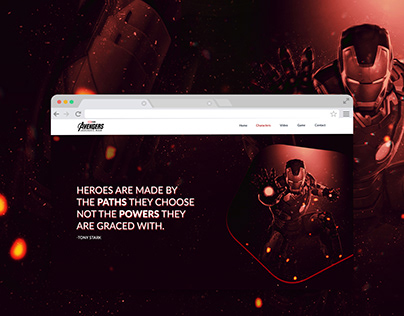 AVENGERS
Home Characters Video Game Contact
HEROES ARE MADE BY
THE PATHS THEY CHOOSE
NOT THE POWERS THEY
ARE GRACED WITH.
-TONY STARK